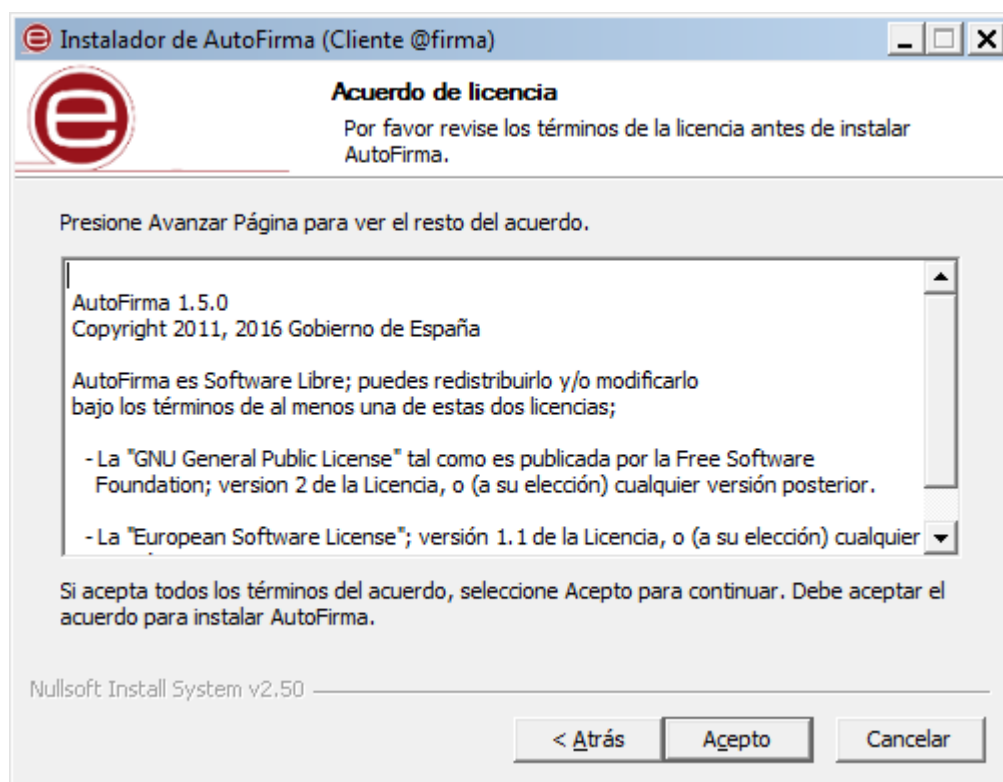 Instalador de AutoFirma (Cliente @firma)
e
Acuerdo de licencia
Por favor revise los términos de la licencia antes de instalar
AutoFirma.
Presione Avanzar Página para ver el resto del acuerdo.
AutoFirma 1.5.0
Copyright 2011, 2016 Gobierno de España
AutoFirma es Software Libre; puedes redistribuirlo y/o modificarlo
bajo los términos de al menos una de estas dos licencias;
- La "GNU General Public License" tal como es publicada por la Free Software
Foundation; version 2 de la Licencia, o (a su elección) cualquier versión posterior.
- La "European Software License"; versión 1.1 de la Licencia, o (a su elección) cualquier
Si acepta todos los términos del acuerdo, seleccione Acepto para continuar. Debe aceptar el
acuerdo para instalar AutoFirma.
Nullsoft Install System v2.50
< Atrás
Acepto
Cancelar